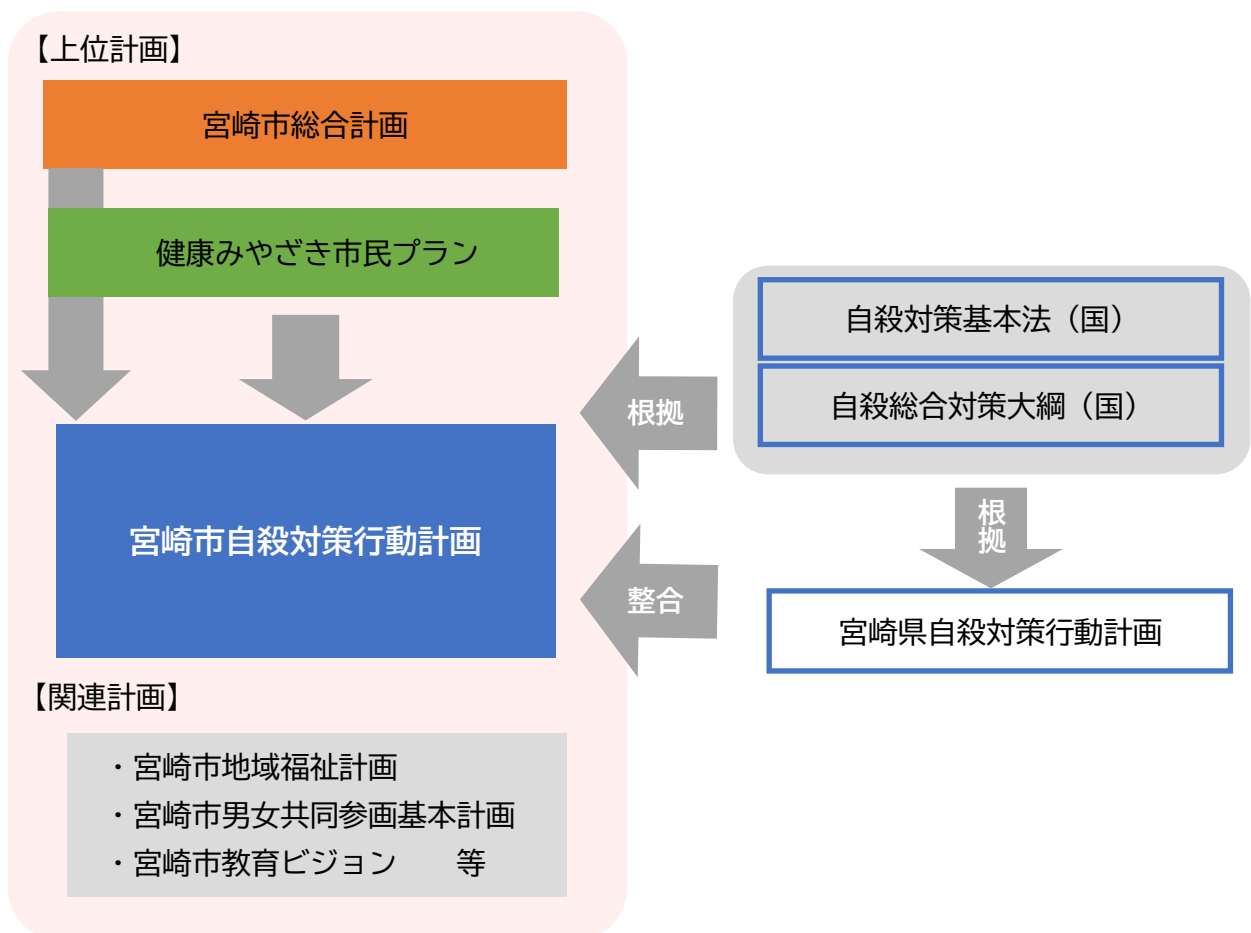 【上位計画】
宮崎市総合計画
健康みやざき市民プラン
宮崎市自殺対策行動計画
【関連計画】
・宮崎市地域福祉計画
・宮崎市男女共同参画基本計画
・宮崎市教育ビジョン　　等
自殺対策基本法（国）
自殺総合対策大綱（国）
根拠
根拠
整合
宮崎県自殺対策行動計画